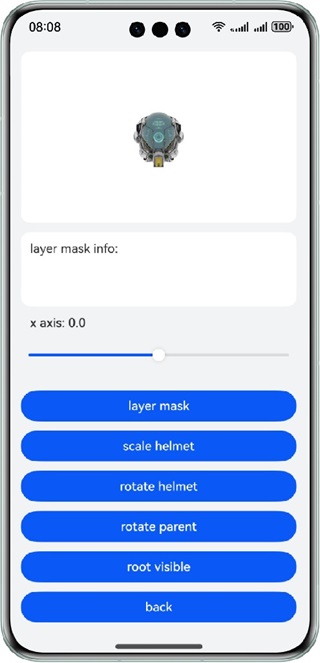 08:08
100
layer mask info:
x axis: 0.0
layer mask
scale helmet
rotate helmet
rotate parent
root visible
back